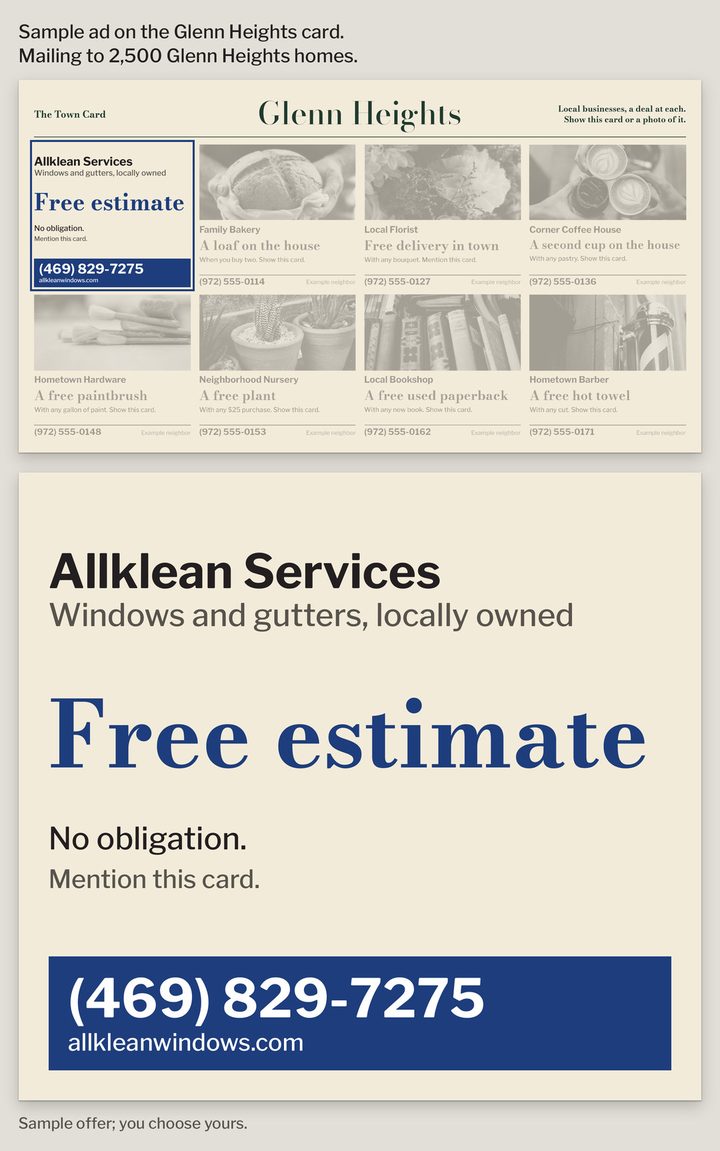 Sample ad on the Glenn Heights card.
Mailing to 2,500 Glenn Heights homes.
The Town Card
Glenn Heights
Local businesses, a deal at each.
Show this card or a photo of it.
Allklean Services
Windows and gutters, locally owned
Free estimate
No obligation.
Mention this card.
(469) 829-7275
allkleanwindows.com
Family Bakery
A loaf on the house
When you buy two. Show this card.
(972) 555-0114
Example neighbor
Local Florist
Free delivery in town
With any bouquet. Mention this card.
(972) 555-0127
Example neighbor
Corner Coffee House
A second cup on the house
With any pastry. Show this card.
(972) 555-0136
Example neighbor
Hometown Hardware
A free paintbrush
With any gallon of paint. Show this card.
(972) 555-0148
Example neighbor
Neighborhood Nursery
A free plant
With any $25 purchase. Show this card.
(972) 555-0153
Example neighbor
Local Bookshop
A free used paperback
With any new book. Show this card.
(972) 555-0162
Example neighbor
Hometown Barber
A free hot towel
With any cut. Show this card.
(972) 555-0171
Example neighbor
Allklean Services
Windows and gutters, locally owned
Free estimate
No obligation.
Mention this card.
(469) 829-7275
allkleanwindows.com
Sample offer; you choose yours.